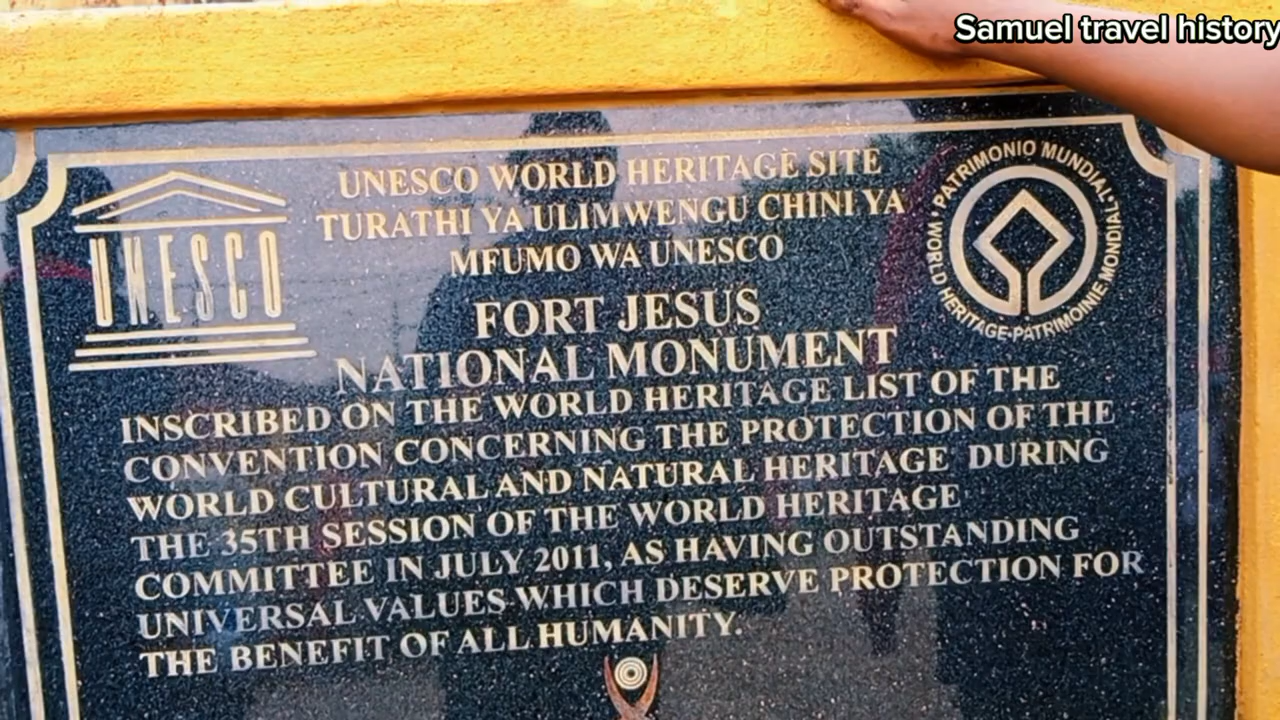 Samuel travel history
UNESCO WORLD HERITAGE SITE
TURATHI YA ULIMWENGU CHINI YA
MFUMO WA UNESCO
UNESCO
PATRIMONIO MUNDIAL • WORLD HERITAGE • PATRIMOINE MONDIAL •
FORT JESUS
NATIONAL MONUMENT
INSCRIBED ON THE WORLD HERITAGE LIST OF THE
CONVENTION CONCERNING THE PROTECTION OF THE
WORLD CULTURAL AND NATURAL HERITAGE DURING
THE 35TH SESSION OF THE WORLD HERITAGE
COMMITTEE IN JULY 2011, AS HAVING OUTSTANDING
UNIVERSAL VALUES WHICH DESERVE PROTECTION FOR
THE BENEFIT OF ALL HUMANITY.